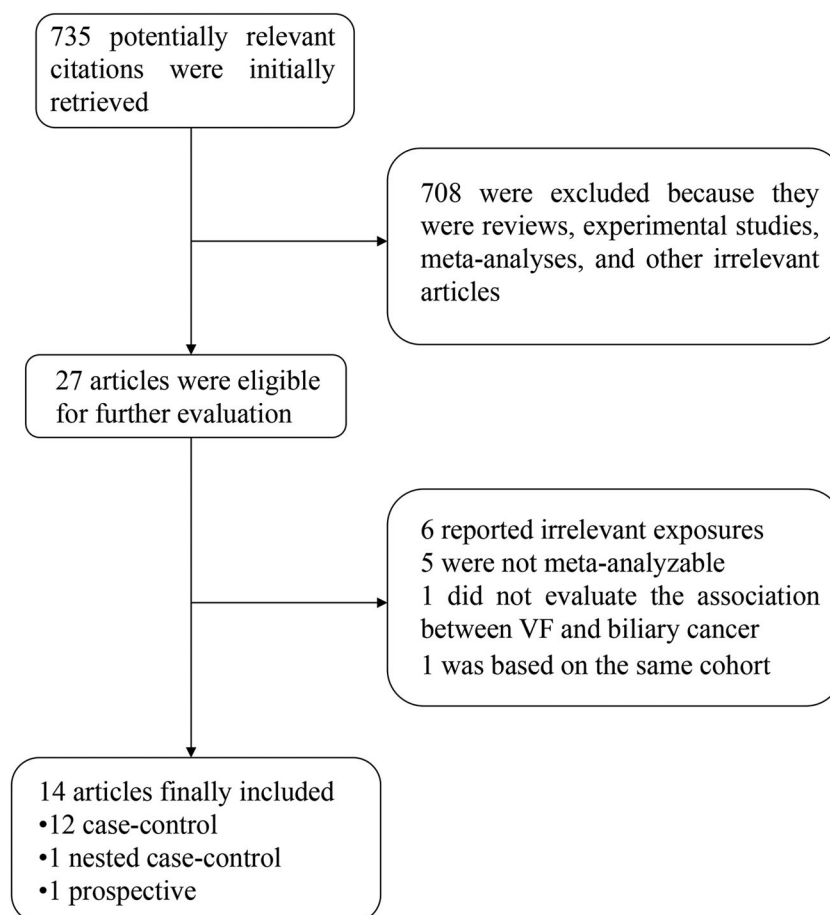 735 potentially relevant
citations were initially
retrieved
708 were excluded because they
were reviews, experimental studies,
meta-analyses, and other irrelevant
articles
27 articles were eligible
for further evaluation
6 reported irrelevant exposures
5 were not meta-analyzable
1 did not evaluate the association
between VF and biliary cancer
1 was based on the same cohort
14 articles finally included
•12 case-control
•1 nested case-control
•1 prospective